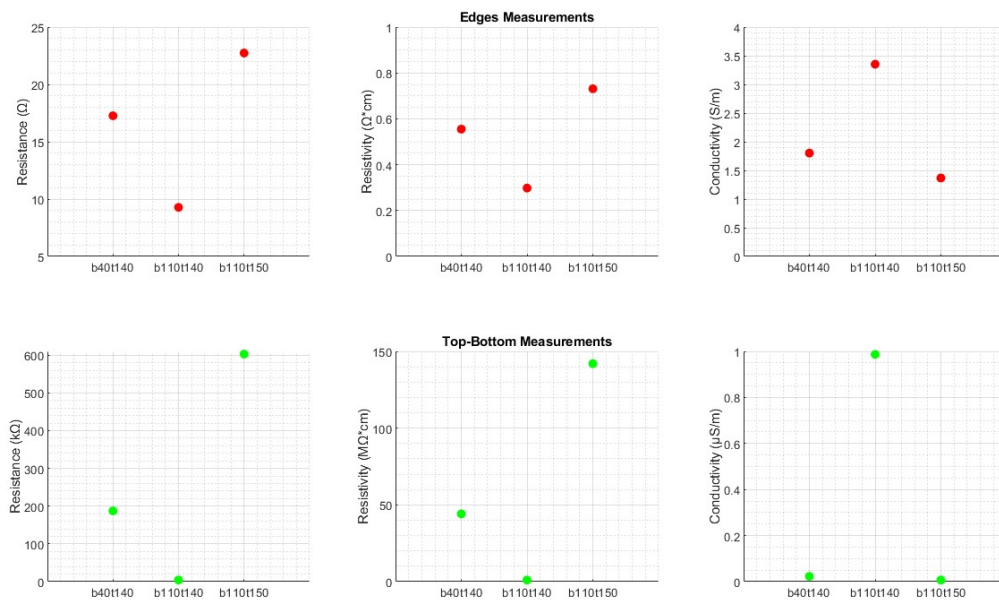 Edges Measurements
Resistance (Ω)
25
20
15
10
5
b40t140 b110t140 b110t150
Resistivity (Ω*cm)
1
0.8
0.6
0.4
0.2
0
b40t140 b110t140 b110t150
Conductivity (S/m)
4
3.5
3
2.5
2
1.5
1
0.5
0
b40t140 b110t140 b110t150
Top-Bottom Measurements
Resistance (kΩ)
600
500
400
300
200
100
0
b40t140 b110t140 b110t150
Resistivity (MΩ*cm)
150
100
50
0
b40t140 b110t140 b110t150
Conductivity (μS/m)
1
0.8
0.6
0.4
0.2
0
b40t140 b110t140 b110t150